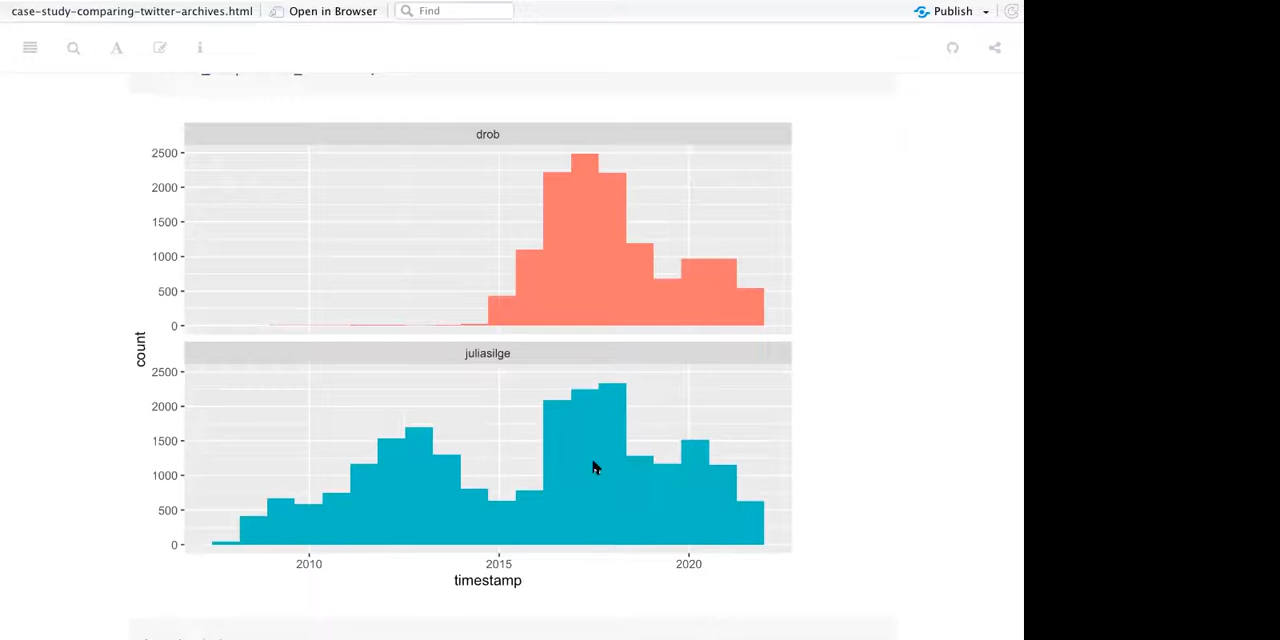 case-study-comparing-twitter-archives.html Open in Browser Find Publish
drob
2500
2000
1500
1000
500
0
juliasilge
2500
2000
1500
1000
500
0
count
2010 2015 2020
timestamp